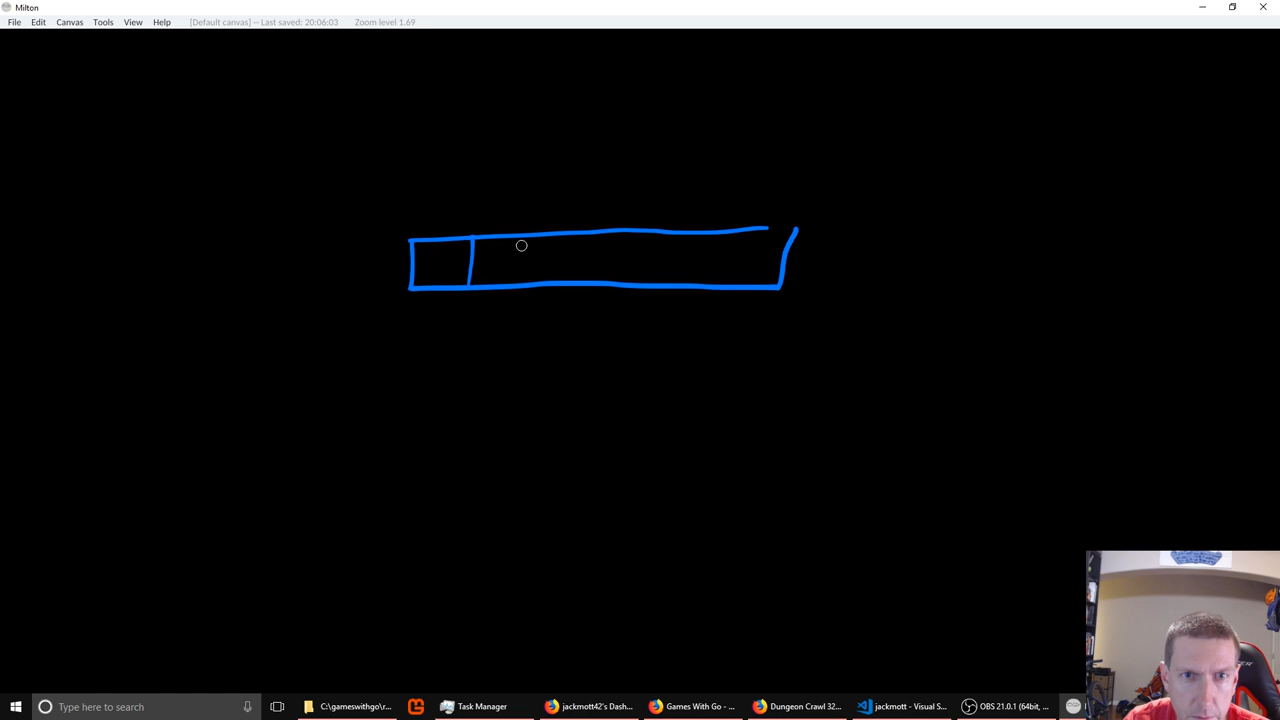 Milton
File Edit Canvas Tools View Help [Default canvas] -- Last saved: 20:06:03 Zoom level 1.69
Type here to search C:\gameswithgo\r... Task Manager jackmott42's Dash... Games With Go - ... Dungeon Crawl 32... jackmott - Visual S... OBS 21.0.1 (64bit, ...